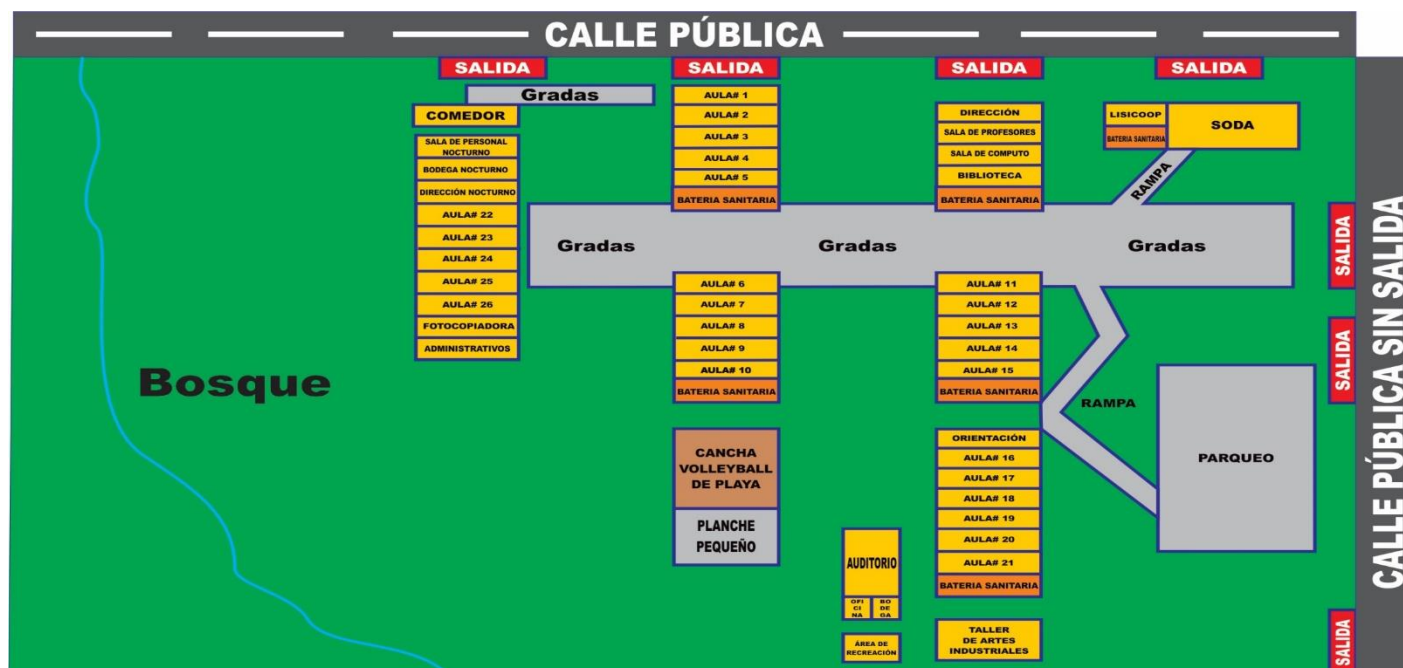 CALLE PÚBLICA
SALIDA
SALIDA
SALIDA
SALIDA
Gradas
COMEDOR
SALA DE PERSONAL
NOCTURNO
BODEGA NOCTURNO
DIRECCIÓN NOCTURNO
AULA# 22
AULA# 23
AULA# 24
AULA# 25
AULA# 26
FOTOCOPIADORA
ADMINISTRATIVOS
AULA# 1
AULA# 2
AULA# 3
AULA# 4
AULA# 5
BATERIA SANITARIA
DIRECCIÓN
SALA DE PROFESORES
SALA DE COMPUTO
BIBLIOTECA
BATERIA SANITARIA
LISICOOP
BATERIA SANITARIA
SODA
RAMPA
Gradas
Gradas
Gradas
AULA# 6
AULA# 7
AULA# 8
AULA# 9
AULA# 10
BATERIA SANITARIA
AULA# 11
AULA# 12
AULA# 13
AULA# 14
AULA# 15
BATERIA SANITARIA
RAMPA
PARQUEO
Bosque
CANCHA
VOLLEYBALL
DE PLAYA
PLANCHE
PEQUEÑO
ORIENTACIÓN
AULA# 16
AULA# 17
AULA# 18
AULA# 19
AULA# 20
AULA# 21
BATERIA SANITARIA
AUDITORIO
OFI
CI
NA
BO
DE
GA
ÁREA DE
RECREACIÓN
TALLER
DE ARTES
INDUSTRIALES
SALIDA
SALIDA
SALIDA
CALLE PÚBLICA SIN SALIDA